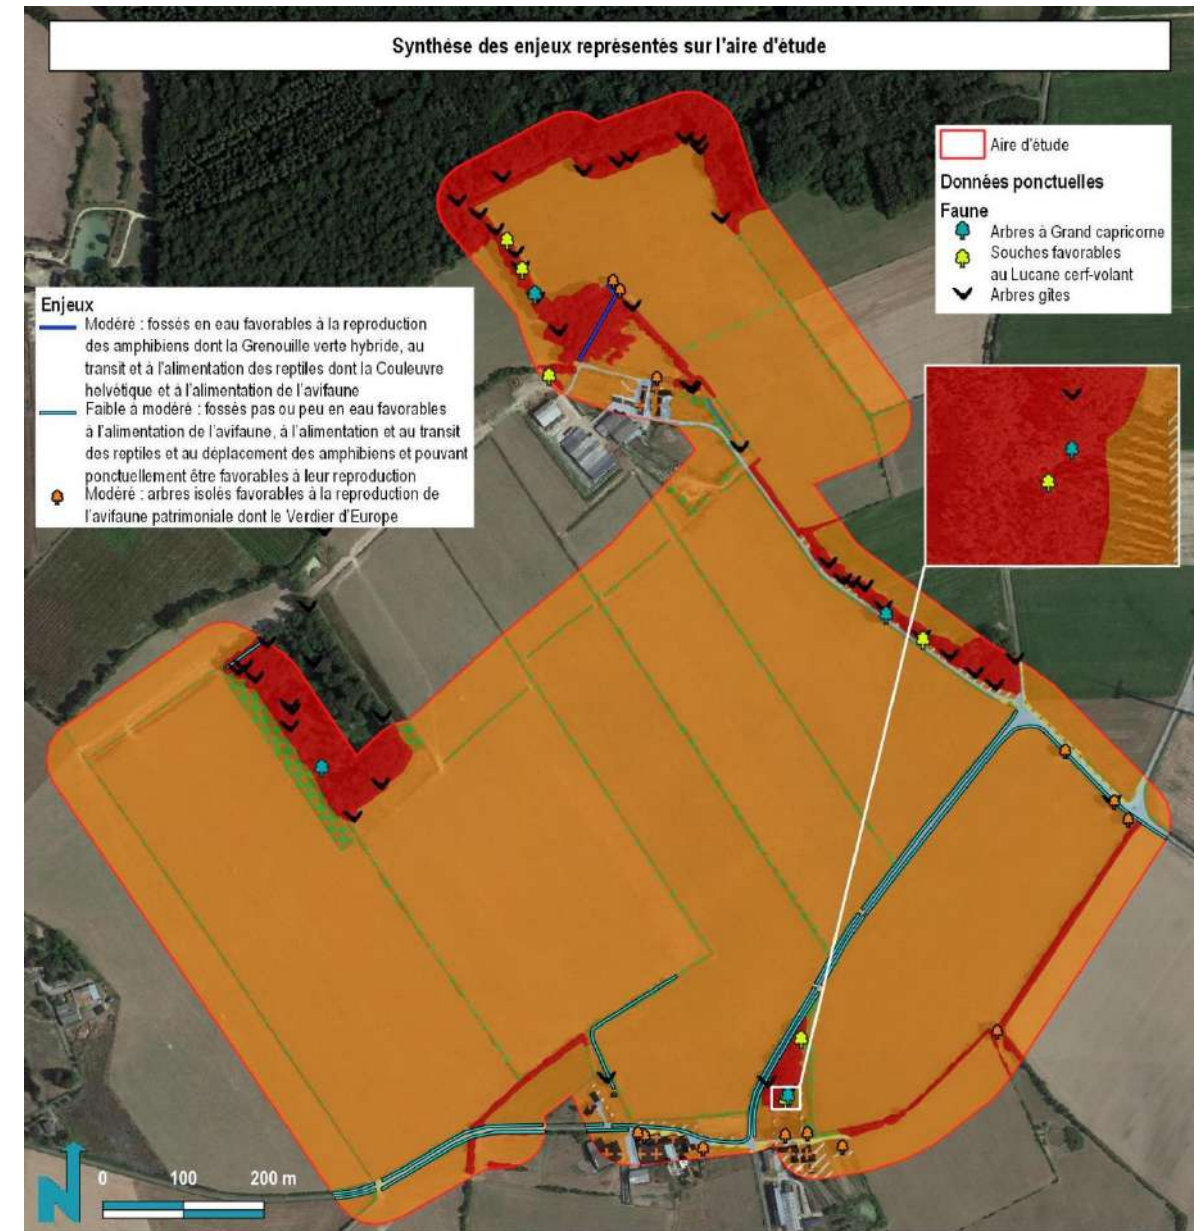 Synthèse des enjeux représentés sur l'aire d'étude
Aire d'étude
Données ponctuelles
Faune
Arbres à Grand capricorne
Souches favorables
au Lucane cerf-volant
Arbres gîtes
Enjeux
Modéré : fossés en eau favorables à la reproduction
des amphibiens dont la Grenouille verte hybride, au
transit et à l'alimentation des reptiles dont la Couleuvre
helvétique et à l'alimentation de l'avifaune
Faible à modéré : fossés pas ou peu en eau favorables
à l'alimentation de l'avifaune, à l'alimentation et au transit
des reptiles et au déplacement des amphibiens et pouvant
ponctuellement être favorables à leur reproduction
Modéré : arbres isolés favorables à la reproduction de
l'avifaune patrimoniale dont le Verdier d'Europe
N
0 100 200 m